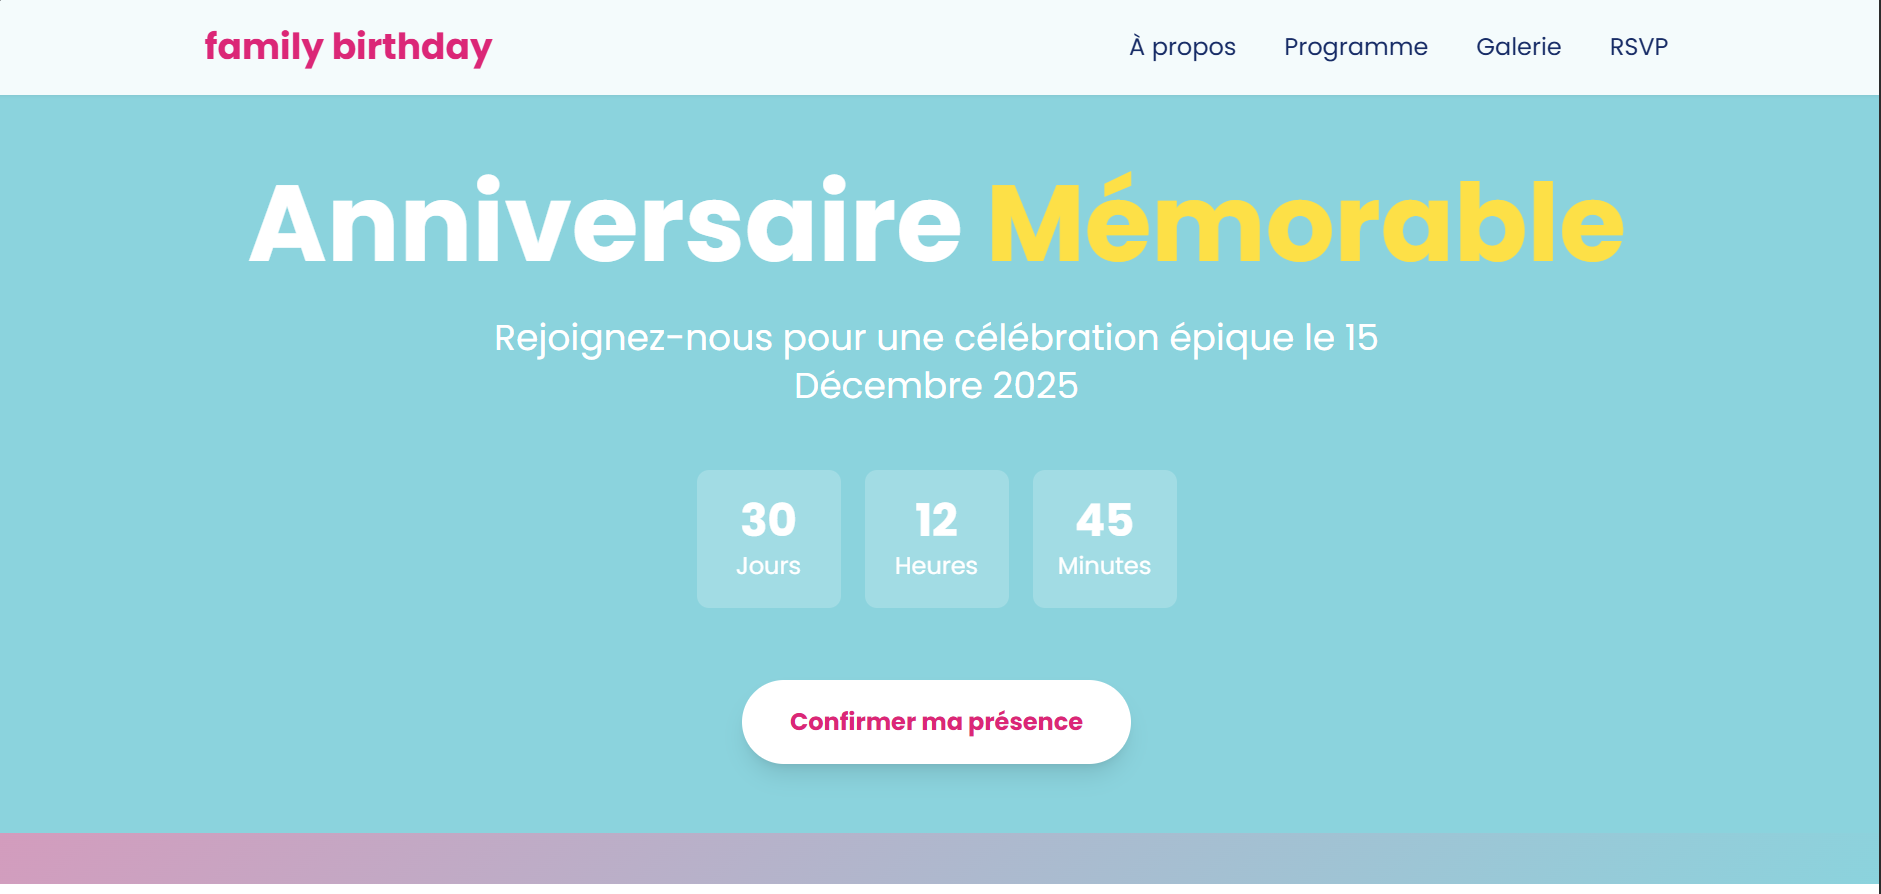 family birthday
À propos
Programme
Galerie
RSVP
Anniversaire Mémorable
Rejoignez-nous pour une célébration épique le 15
Décembre 2025
30
Jours
12
Heures
45
Minutes
Confirmer ma présence